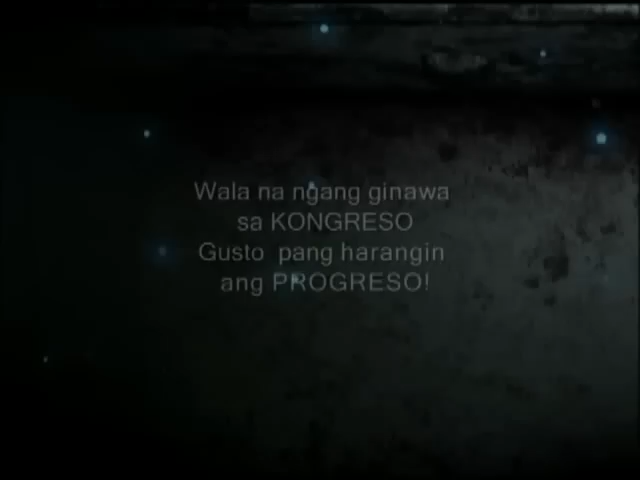 Wala na ngang ginawa
sa KONGRESO
Gusto pang harangin
ang PROGRESO!